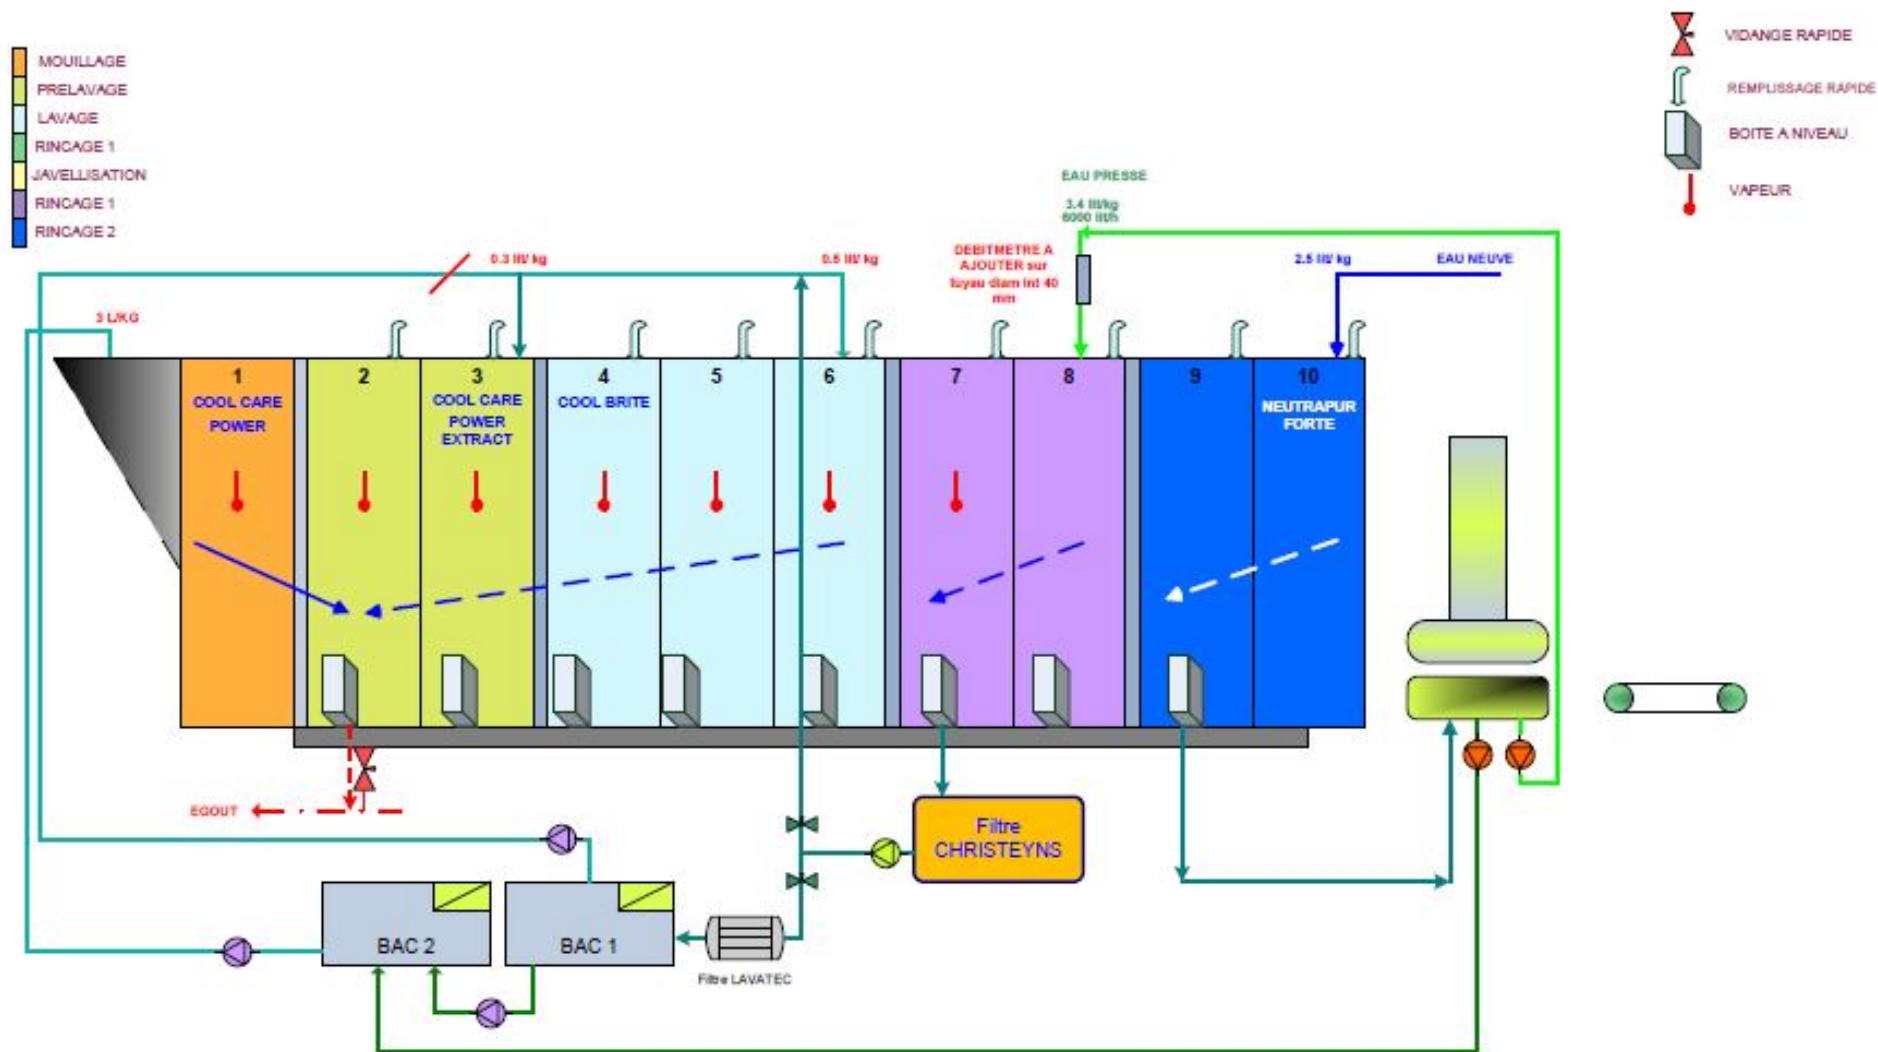 MOUILLAGE
PRELAVAGE
LAVAGE
RINCAGE 1
JAVELLISATION
RINCAGE 1
RINCAGE 2
VIDANGE RAPIDE
REMPLISSAGE RAPIDE
BOITE A NIVEAU
VAPEUR
EAU PRESSE
3.4 lit/kg
6000 lit/h
DEBITMETRE A
AJOUTER sur
tuyau diam int 40
mm
0.3 lit/ kg
0.5 lit/ kg
2.5 lit/ kg
EAU NEUVE
3 L/KG
1
COOL CARE
POWER
2
3
COOL CARE
POWER
EXTRACT
4
COOL BRITE
5
6
7
8
9
10
NEUTRAPUR
FORTE
EGOUT
Filtre
CHRISTEYNS
BAC 2
BAC 1
Filtre LAVATEC